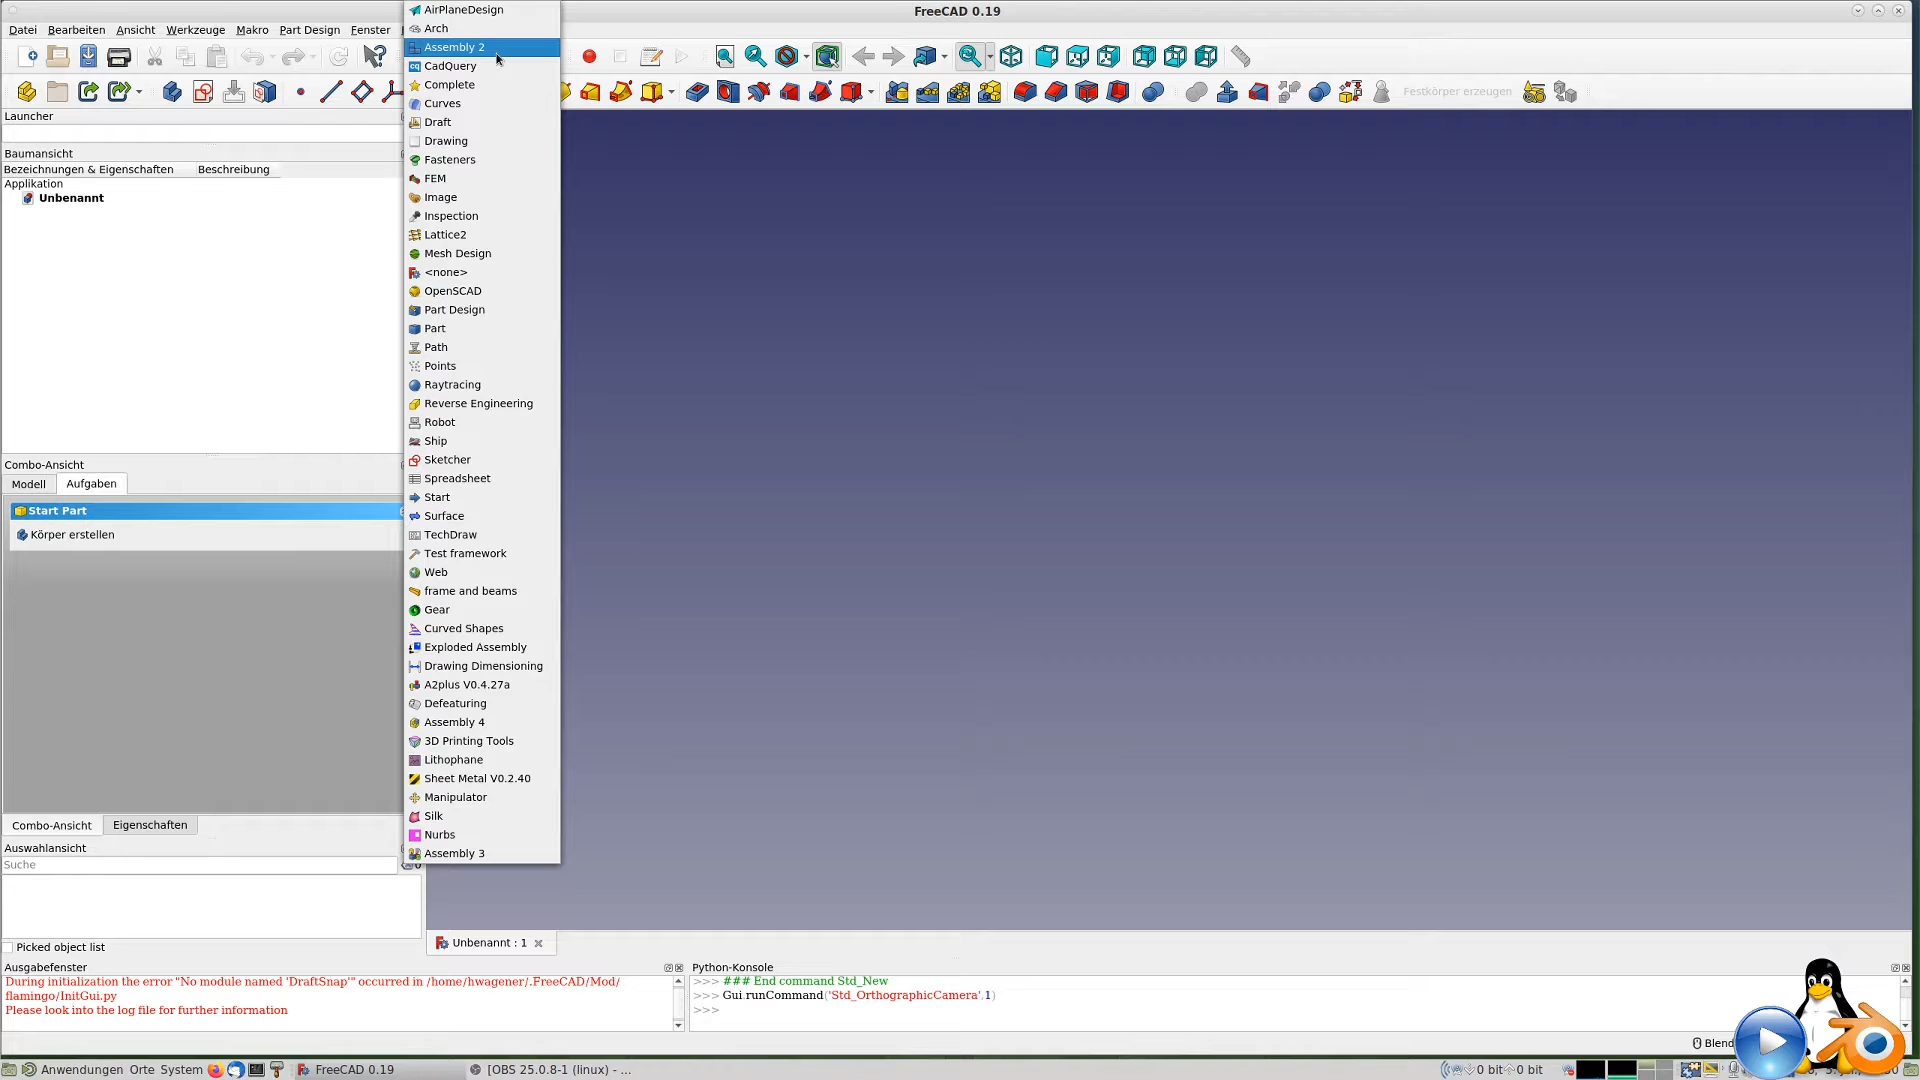 FreeCAD 0.19
Datei Bearbeiten Ansicht Werkzeuge Makro Part Design Fenster
AirPlaneDesign
Arch
Assembly 2
CadQuery
Complete
Curves
Draft
Drawing
Fasteners
FEM
Image
Inspection
Lattice2
Mesh Design
<none>
OpenSCAD
Part Design
Part
Path
Points
Raytracing
Reverse Engineering
Robot
Ship
Sketcher
Spreadsheet
Start
Surface
TechDraw
Test framework
Web
frame and beams
Gear
Curved Shapes
Exploded Assembly
Drawing Dimensioning
A2plus V0.4.27a
Defeaturing
Assembly 4
3D Printing Tools
Lithophane
Sheet Metal V0.2.40
Manipulator
Silk
Nurbs
Assembly 3
Festkörper erzeugen
Launcher
Baumansicht
Bezeichnungen & Eigenschaften Beschreibung
Applikation
Unbenannt
Combo-Ansicht
Modell Aufgaben
Start Part
Körper erstellen
Combo-Ansicht Eigenschaften
Auswahlansicht
Suche
Picked object list
Unbenannt : 1
Ausgabefenster
During initialization the error "No module named 'DraftSnap'" occurred in /home/hwagener/.FreeCAD/Mod/
flamingo/InitGui.py
Please look into the log file for further information
Python-Konsole
>>> ### End command Std_New
>>> Gui.runCommand('Std_OrthographicCamera',1)
>>>
Anwendungen Orte System FreeCAD 0.19 [OBS 25.0.8-1 (linux) - ... 0 bit 0 bit